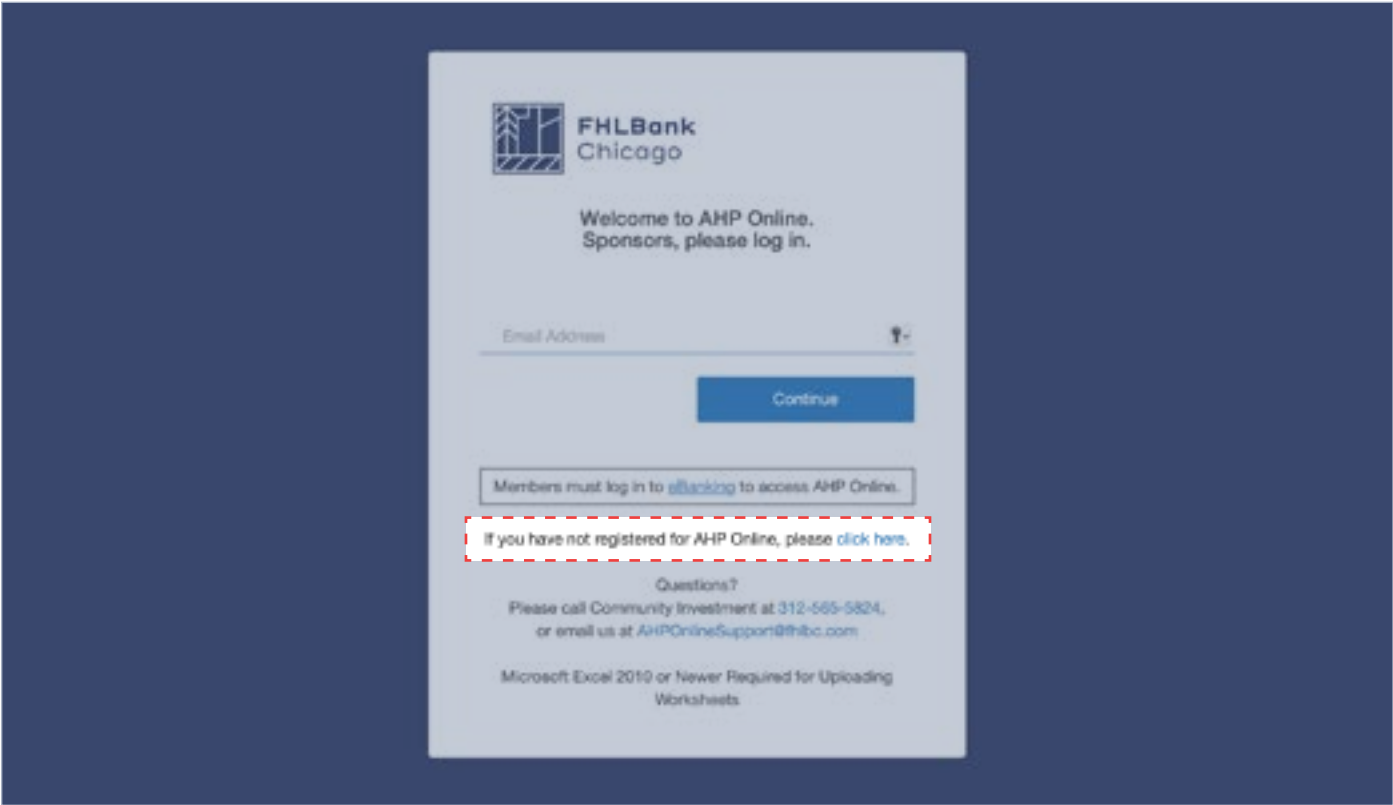 FHLBank
Chicago
Welcome to AHP Online.
Sponsors, please log in.
Email Address
Continue
Members must log in to eBanking to access AHP Online.
If you have not registered for AHP Online, please click here.
Questions?
Please call Community Investment at 312-565-5824,
or email us at AHPOnlineSupport@fhlbc.com
Microsoft Excel 2010 or Newer Required for Uploading
Worksheets